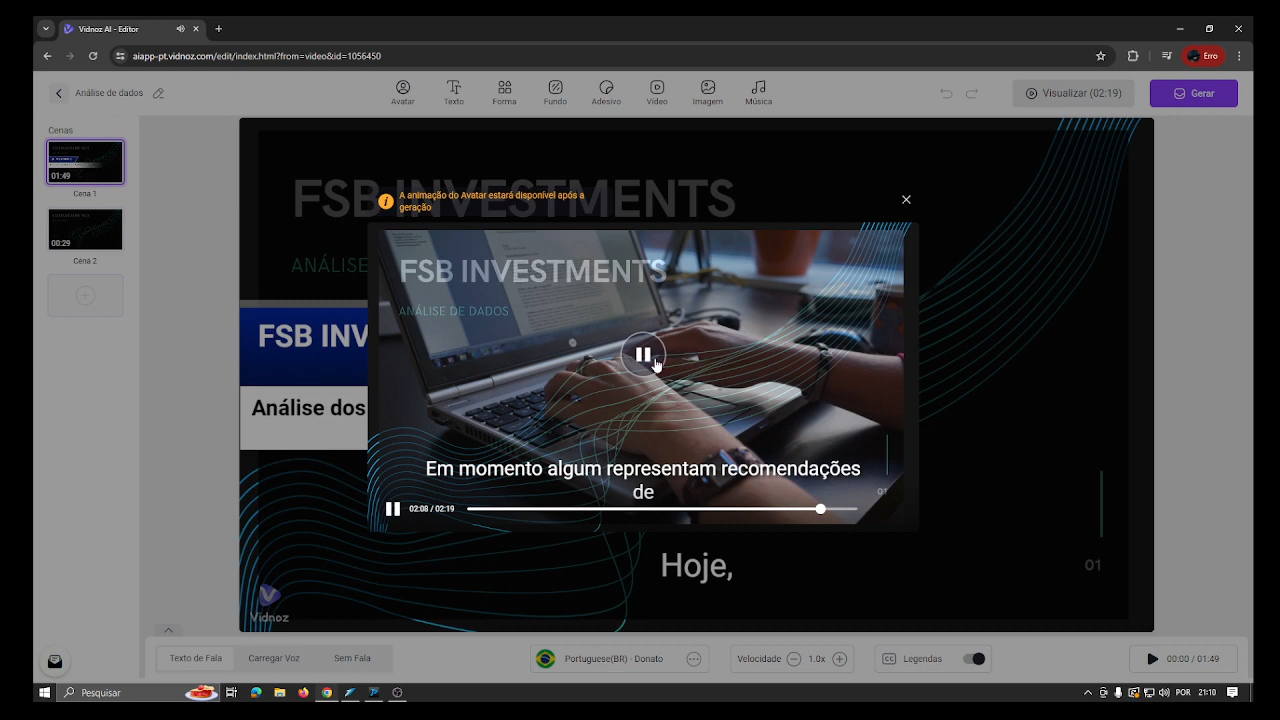 Vidnoz AI - Editor
aiapp-pt.vidnoz.com/edit/index.html?from=video&id=1056450
Erro
Análise de dados
Avatar
Texto
Forma
Fundo
Adesivo
Vídeo
Imagem
Música
Visualizar (02:19)
Gerar
Cenas
01:49
Cena 1
00:29
Cena 2
FSB INVESTMENTS
ANÁLISE
A animação do Avatar estará disponível após a
geração
FSB INVESTMENTS
ANÁLISE DE DADOS
FSB INV
Análise dos
Em momento algum representam recomendações
de
01
02:08 / 02:19
Hoje,
01
Vidnoz
Texto de Fala
Carregar Voz
Sem Fala
Portuguese(BR) - Donato
Velocidade
1.0x
CC
Legendas
00:00 / 01:49
Pesquisar
POR
21:10